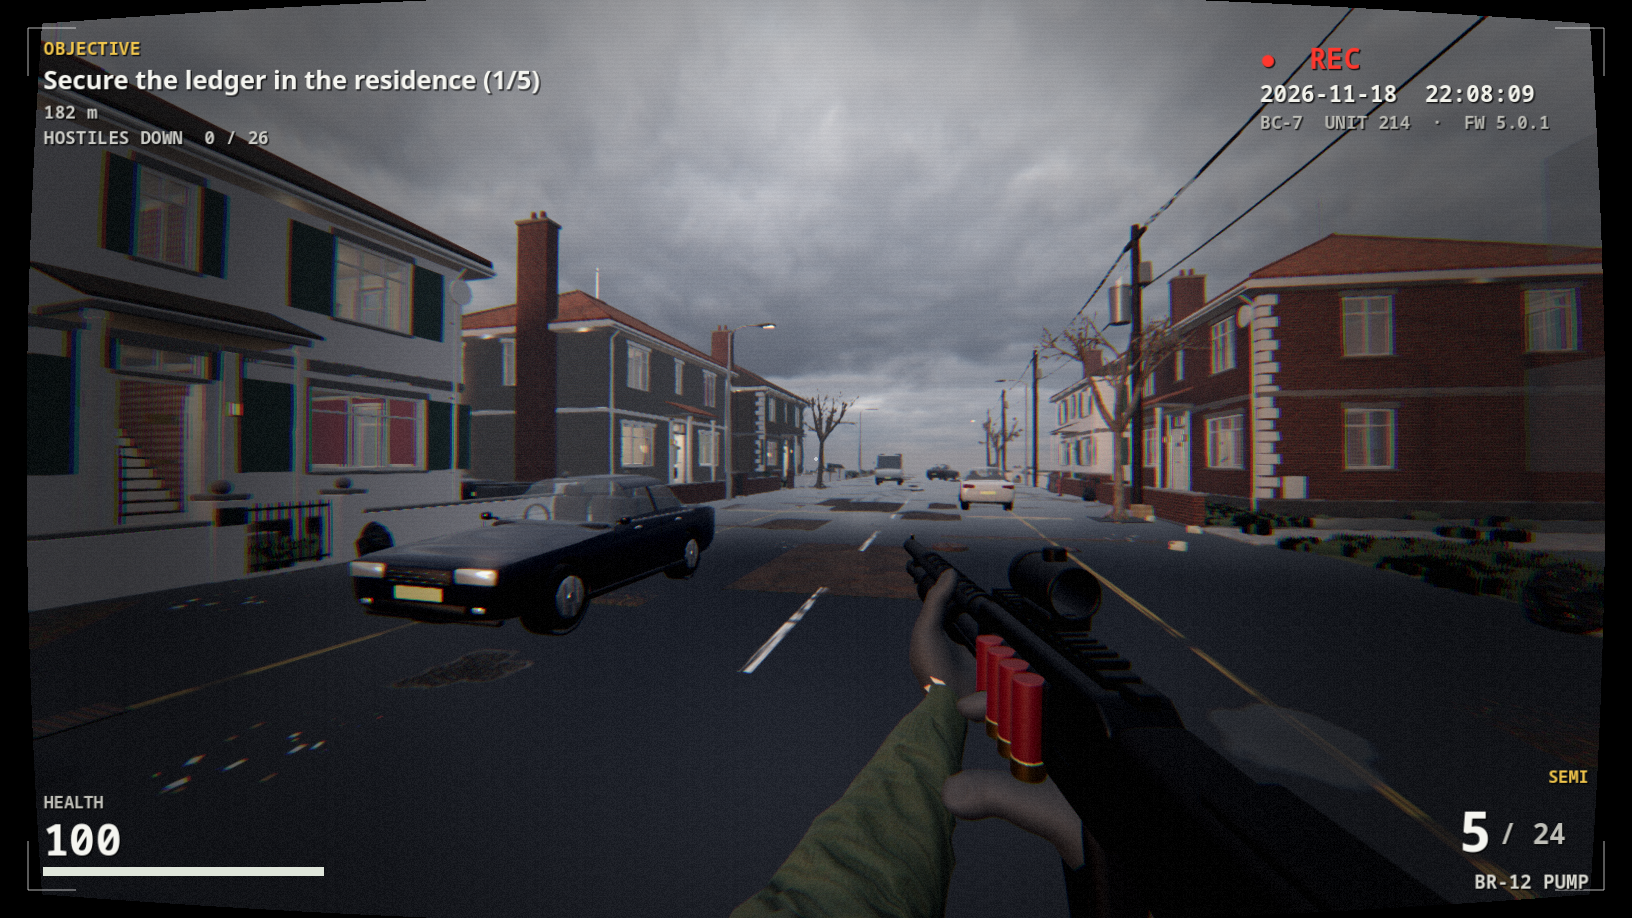 OBJECTIVE
Secure the ledger in the residence (1/5)
182 m
HOSTILES DOWN 0 / 26
● REC
2026-11-18 22:08:09
BC-7 UNIT 214 · FW 5.0.1
HEALTH
100
SEMI
5 / 24
BR-12 PUMP